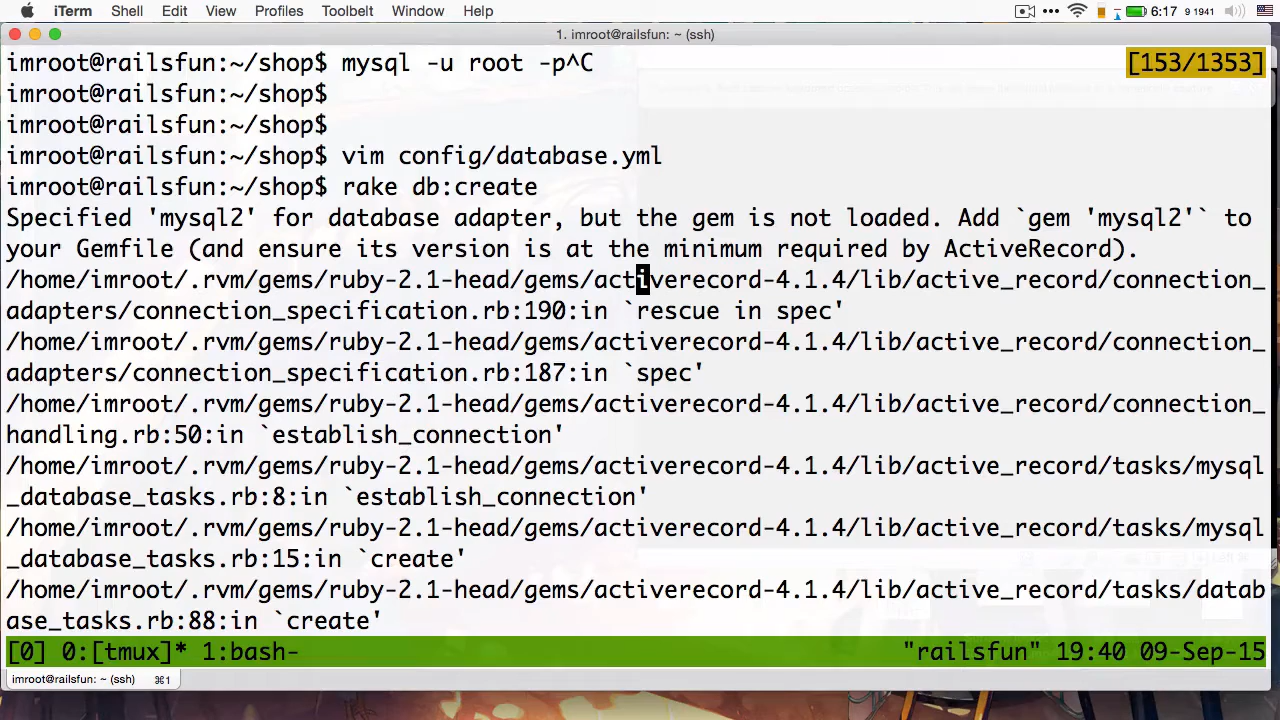 iTerm Shell Edit View Profiles Toolbelt Window Help 6:17 9 1941
1. imroot@railsfun: ~ (ssh)
imroot@railsfun:~/shop$ mysql -u root -p^C [153/1353]
imroot@railsfun:~/shop$
imroot@railsfun:~/shop$
imroot@railsfun:~/shop$ vim config/database.yml
imroot@railsfun:~/shop$ rake db:create
Specified 'mysql2' for database adapter, but the gem is not loaded. Add `gem 'mysql2'` to
your Gemfile (and ensure its version is at the minimum required by ActiveRecord).
/home/imroot/.rvm/gems/ruby-2.1-head/gems/activerecord-4.1.4/lib/active_record/connection_
adapters/connection_specification.rb:190:in `rescue in spec'
/home/imroot/.rvm/gems/ruby-2.1-head/gems/activerecord-4.1.4/lib/active_record/connection_
adapters/connection_specification.rb:187:in `spec'
/home/imroot/.rvm/gems/ruby-2.1-head/gems/activerecord-4.1.4/lib/active_record/connection_
handling.rb:50:in `establish_connection'
/home/imroot/.rvm/gems/ruby-2.1-head/gems/activerecord-4.1.4/lib/active_record/tasks/mysql
_database_tasks.rb:8:in `establish_connection'
/home/imroot/.rvm/gems/ruby-2.1-head/gems/activerecord-4.1.4/lib/active_record/tasks/mysql
_database_tasks.rb:15:in `create'
/home/imroot/.rvm/gems/ruby-2.1-head/gems/activerecord-4.1.4/lib/active_record/tasks/datab
ase_tasks.rb:88:in `create'
[0] 0:[tmux]* 1:bash- "railsfun" 19:40 09-Sep-15
imroot@railsfun: ~ (ssh) ⌘1